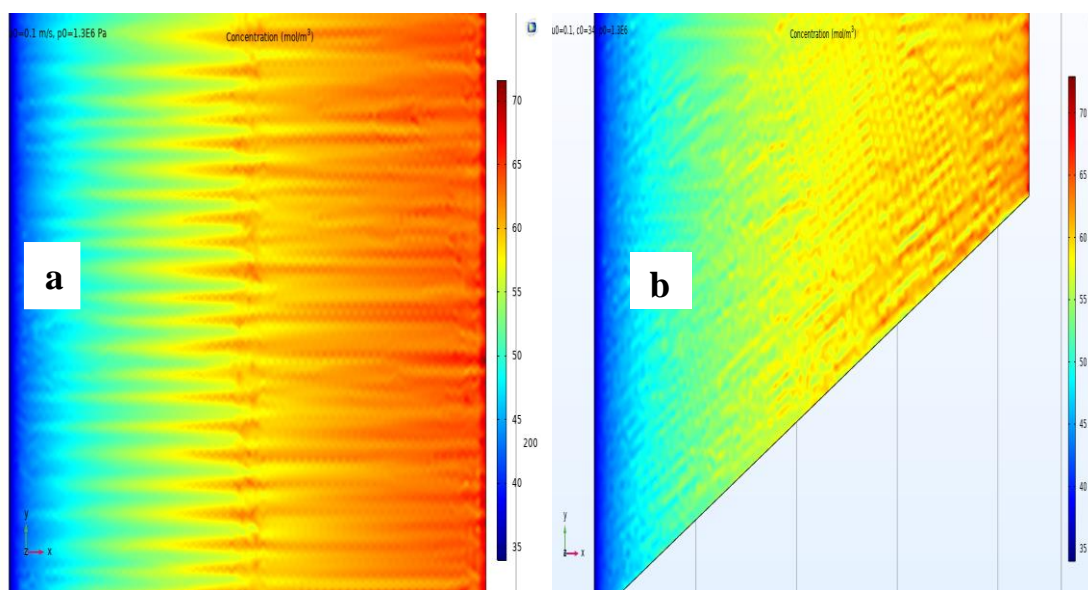 u0=0.1 m/s, p0=1.3E6 Pa
Concentration (mol/m³)
70
65
60
55
50
45
200
40
35
a
y
z x
u0=0.1, c0=34, p0=1.3E6
Concentration (mol/m³)
70
65
60
55
50
45
40
35
b
y
z x